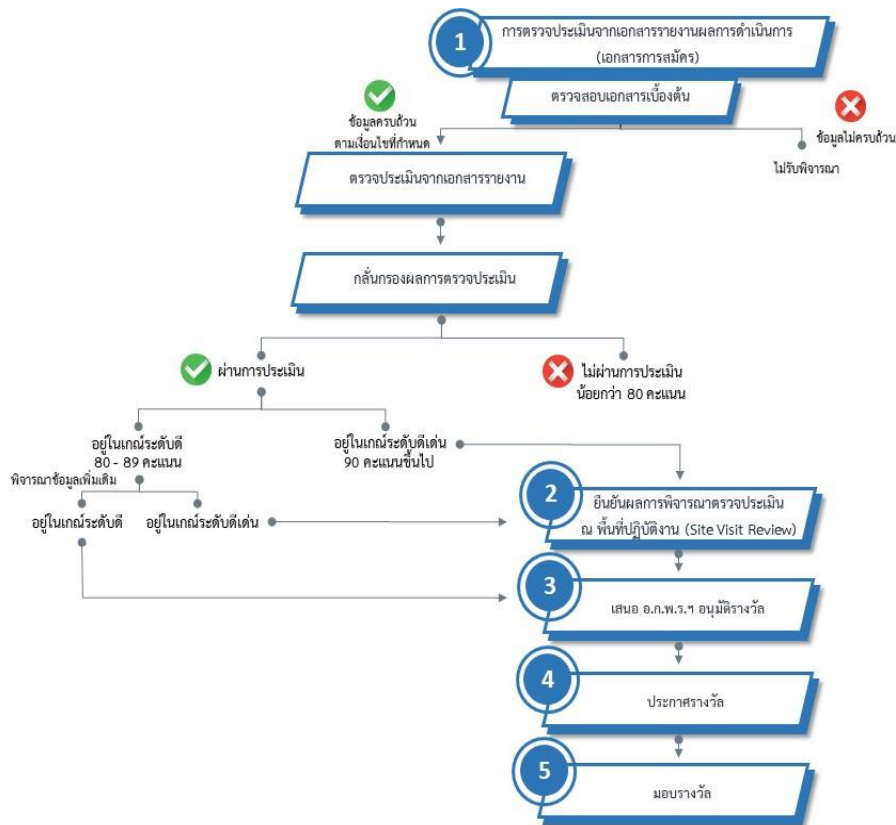 1
การตรวจประเมินจากเอกสารรายงานผลการดำเนินการ
(เอกสารการสมัคร)
ตรวจสอบเอกสารเบื้องต้น
ข้อมูลครบถ้วน
ตามเงื่อนไขที่กำหนด
ข้อมูลไม่ครบถ้วน
ไม่รับพิจารณา
ตรวจประเมินจากเอกสารรายงาน
กลั่นกรองผลการตรวจประเมิน
ผ่านการประเมิน
ไม่ผ่านการประเมิน
น้อยกว่า 80 คะแนน
อยู่ในเกณ์ระดับดี
80 - 89 คะแนน
อยู่ในเกณ์ระดับดีเด่น
90 คะแนนขึ้นไป
พิจารณาข้อมูลเพิ่มเติม
อยู่ในเกณ์ระดับดี
อยู่ในเกณ์ระดับดีเด่น
2
ยืนยันผลการพิจารณาตรวจประเมิน
ณ พื้นที่ปฏิบัติงาน (Site Visit Review)
3
เสนอ อ.ก.พ.ร.ฯ อนุมัติรางวัล
4
ประกาศรางวัล
5
มอบรางวัล